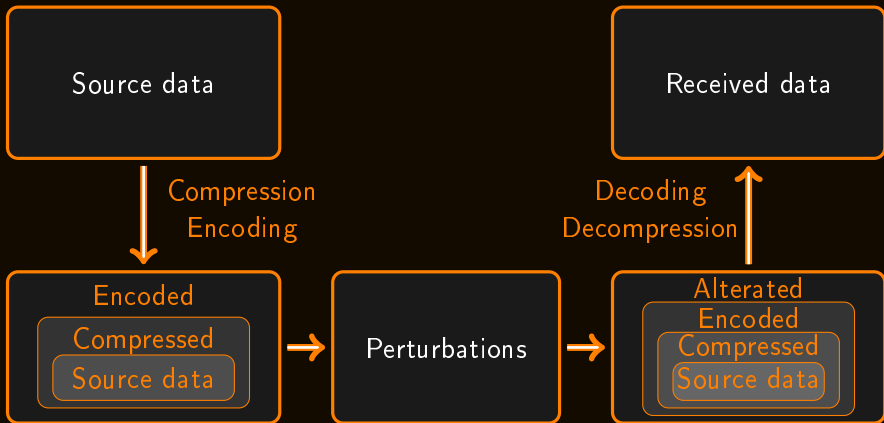 Source data
Received data
Compression
Encoding
Decoding
Decompression
Encoded
Compressed
Source data
Perturbations
Alterated
Encoded
Compressed
Source data